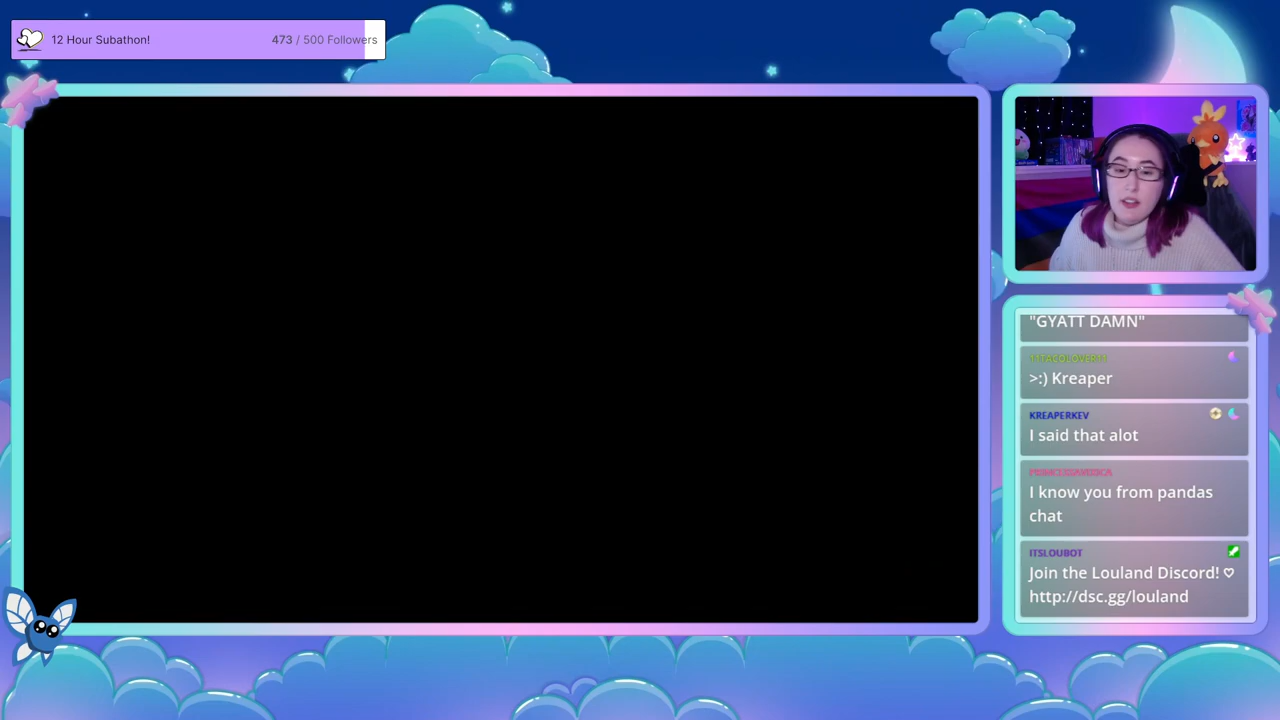 12 Hour Subathon!
473 / 500 Followers
"GYATT DAMN"
>:) Kreaper
KREAPERKEV
I said that alot
I know you from pandas
chat
ITSLOUBOT
Join the Louland Discord! ♡
http://dsc.gg/louland